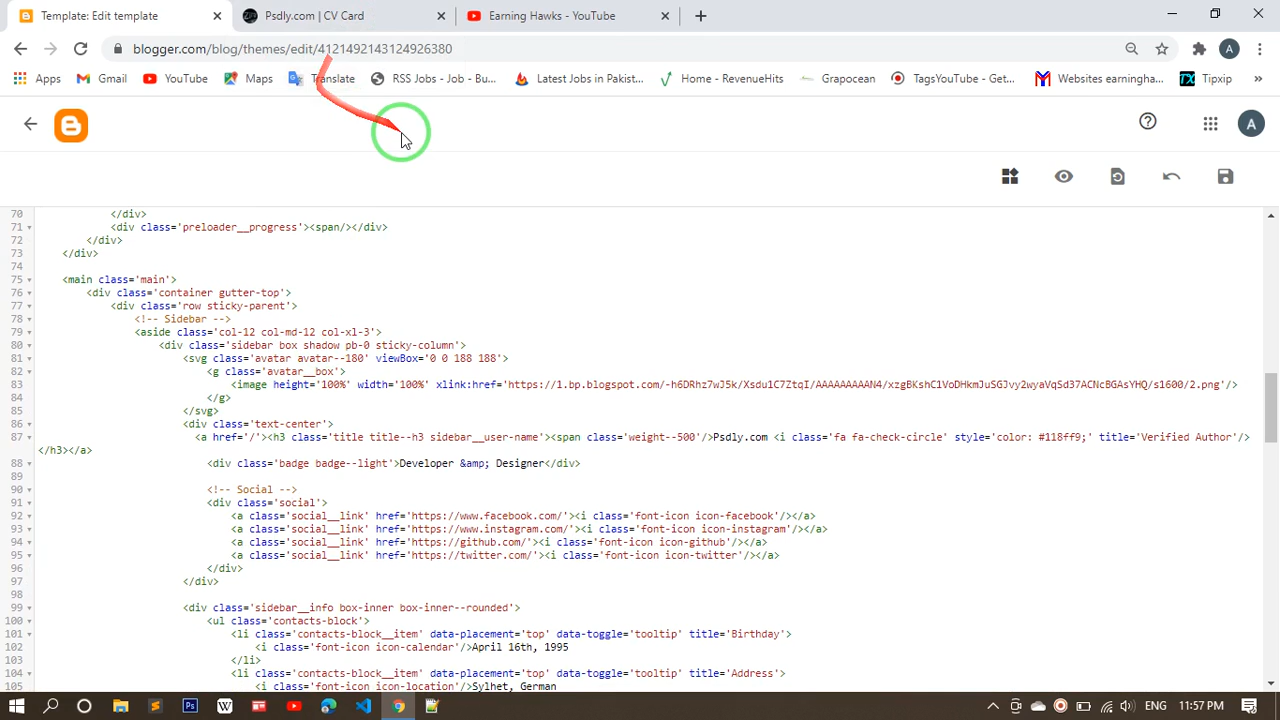 Template: Edit template
Psdly.com | CV Card
Earning Hawks - YouTube
blogger.com/blog/themes/edit/4121492143124926380
A
Apps
Gmail
YouTube
Maps
Translate
RSS Jobs - Job - Bu...
Latest Jobs in Pakist...
Home - RevenueHits
Grapocean
TagsYouTube - Get...
Websites earningha...
Tipxip
»
A
70 </div>
71 <div class='preloader__progress'><span/></div>
72 </div>
73 </div>
74
75 <main class='main'>
76 <div class='container gutter-top'>
77 <div class='row sticky-parent'>
78 <!-- Sidebar -->
79 <aside class='col-12 col-md-12 col-xl-3'>
80 <div class='sidebar box shadow pb-0 sticky-column'>
81 <svg class='avatar avatar--180' viewBox='0 0 188 188'>
82 <g class='avatar__box'>
83 <image height='100%' width='100%' xlink:href='https://1.bp.blogspot.com/-h6DRhz7wJ5k/Xsdu1C7ZtqI/AAAAAAAAAN4/xzgBKshC1VoDHkmJuSGJvy2wyaVqSd37ACNcBGAsYHQ/s1600/2.png'/>
84 </g>
85 </svg>
86 <div class='text-center'>
87 <a href='/'><h3 class='title title--h3 sidebar__user-name'><span class='weight--500'/>Psdly.com <i class='fa fa-check-circle' style='color: #118ff9;' title='Verified Author'/>
</h3></a>
88 <div class='badge badge--light'>Developer &amp; Designer</div>
89
90 <!-- Social -->
91 <div class='social'>
92 <a class='social__link' href='https://www.facebook.com/'><i class='font-icon icon-facebook'/></a>
93 <a class='social__link' href='https://www.instagram.com/'><i class='font-icon icon-instagram'/></a>
94 <a class='social__link' href='https://github.com/'><i class='font-icon icon-github'/></a>
95 <a class='social__link' href='https://twitter.com/'><i class='font-icon icon-twitter'/></a>
96 </div>
97 </div>
98
99 <div class='sidebar__info box-inner box-inner--rounded'>
100 <ul class='contacts-block'>
101 <li class='contacts-block__item' data-placement='top' data-toggle='tooltip' title='Birthday'>
102 <i class='font-icon icon-calendar'/>April 16th, 1995
103 </li>
104 <li class='contacts-block__item' data-placement='top' data-toggle='tooltip' title='Address'>
105 <i class='font-icon icon-location'/>Sylhet, German
ENG
11:57 PM